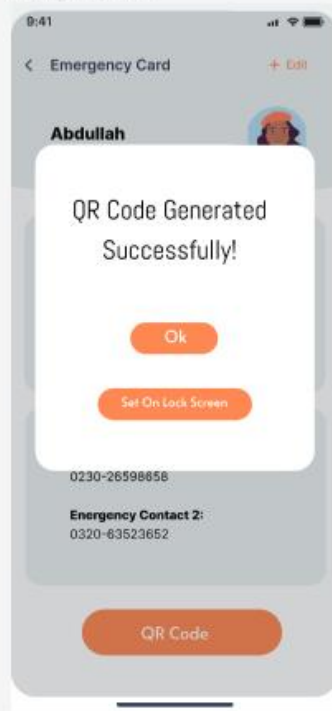 9:41
Emergency Card
+ Edit
Abdullah
QR Code Generated
Successfully!
Ok
Set On Lock Screen
0230-26598658
Energency Contact 2:
0320-63523652
QR Code